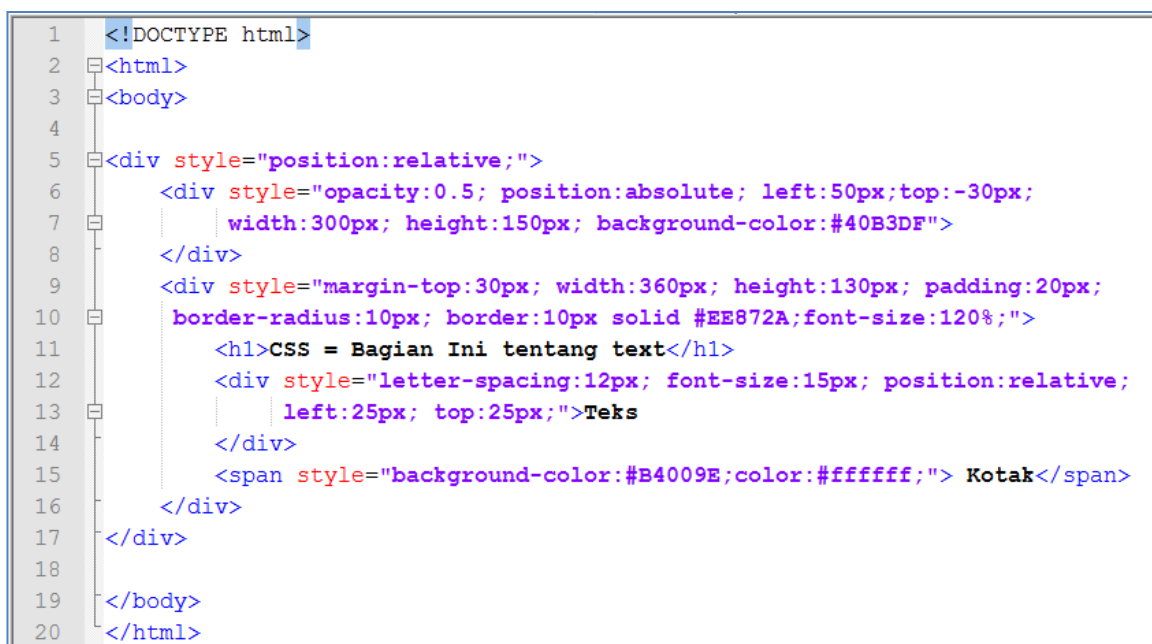 1 <!DOCTYPE html>
2 <html>
3 <body>
4
5 <div style="position:relative;">
6 <div style="opacity:0.5; position:absolute; left:50px;top:-30px;
7 width:300px; height:150px; background-color:#40B3DF">
8 </div>
9 <div style="margin-top:30px; width:360px; height:130px; padding:20px;
10 border-radius:10px; border:10px solid #EE872A;font-size:120%;">
11 <h1>CSS = Bagian Ini tentang text</h1>
12 <div style="letter-spacing:12px; font-size:15px; position:relative;
13 left:25px; top:25px;">Teks
14 </div>
15 <span style="background-color:#B4009E;color:#ffffff;"> Kotak</span>
16 </div>
17 </div>
18
19 </body>
20 </html>